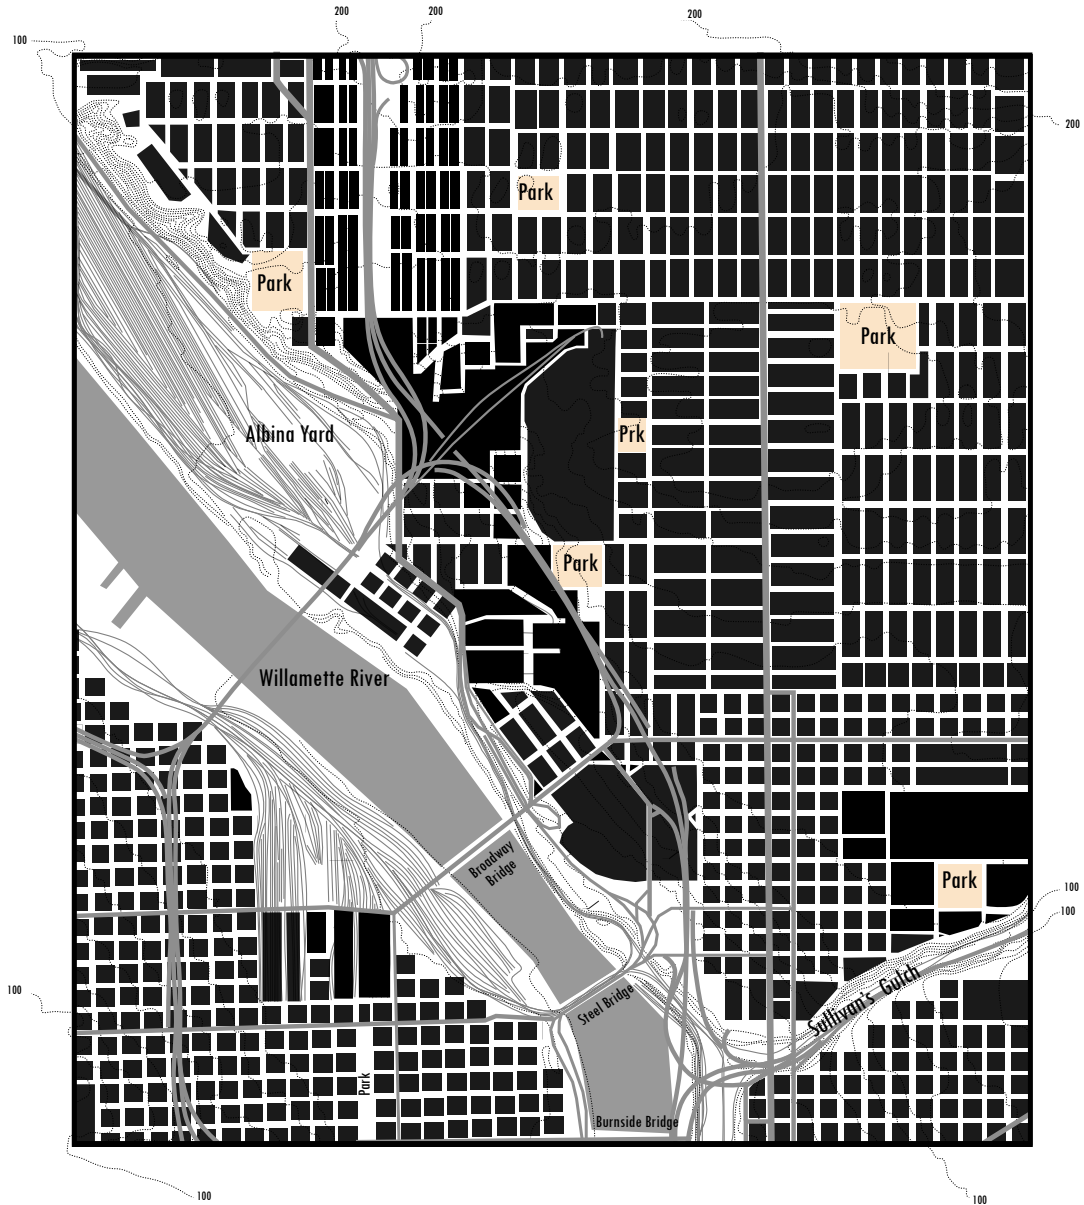 200
200
200
100
200
Park
Park
Park
Albina Yard
Prk
Park
Willamette River
Broadway
Bridge
Park
100
100
100
Sullivan's Gulch
Steel Bridge
Park
Burnside Bridge
100
100